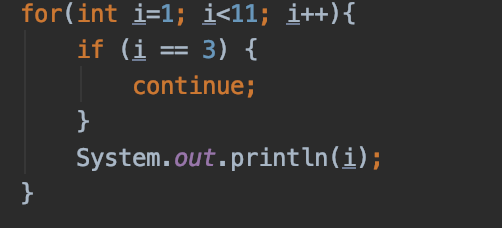 for(int i=1; i<11; i++){
    if (i == 3) {
        continue;
    }
    System.out.println(i);
}